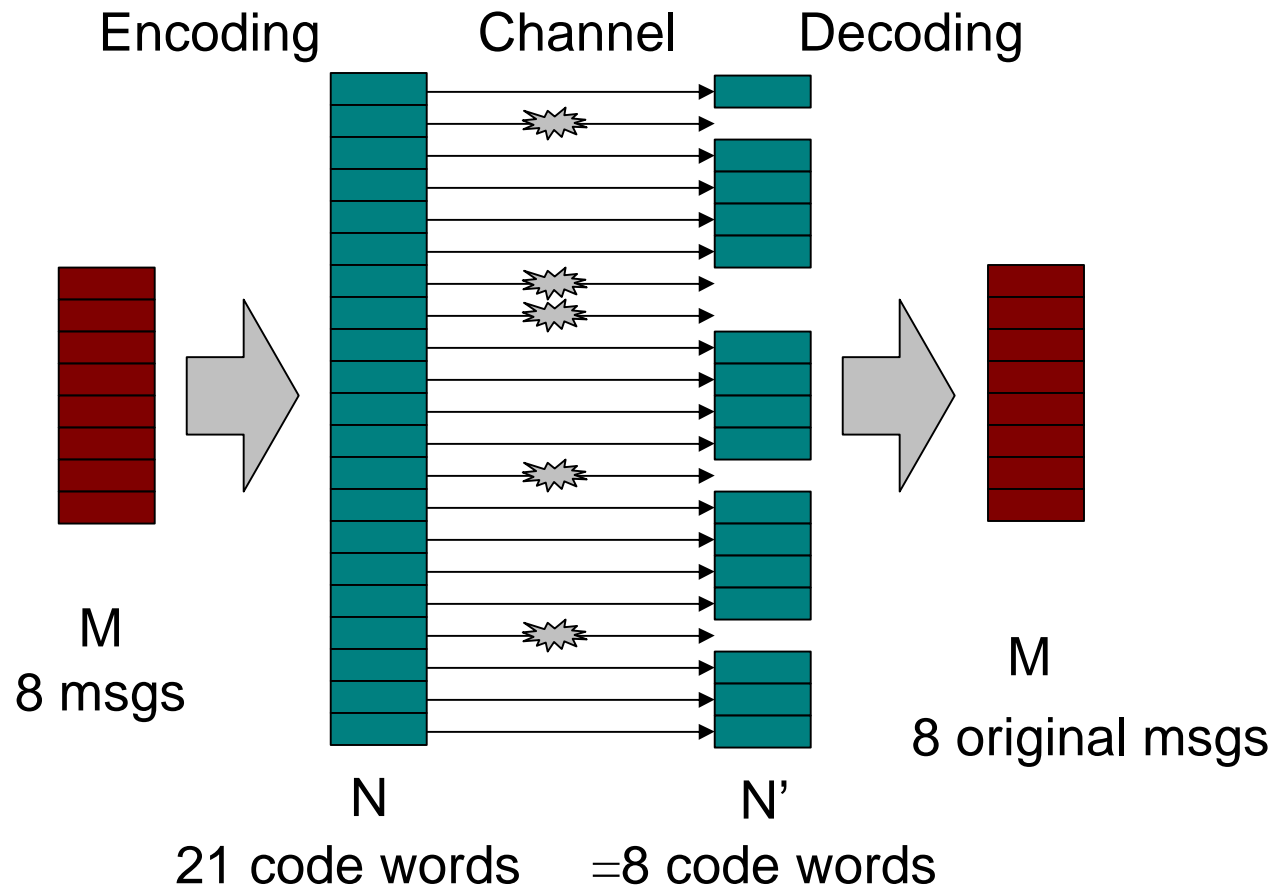 Encoding Channel Decoding
M
8 msgs
N
21 code words
N’
=8 code words
M
8 original msgs